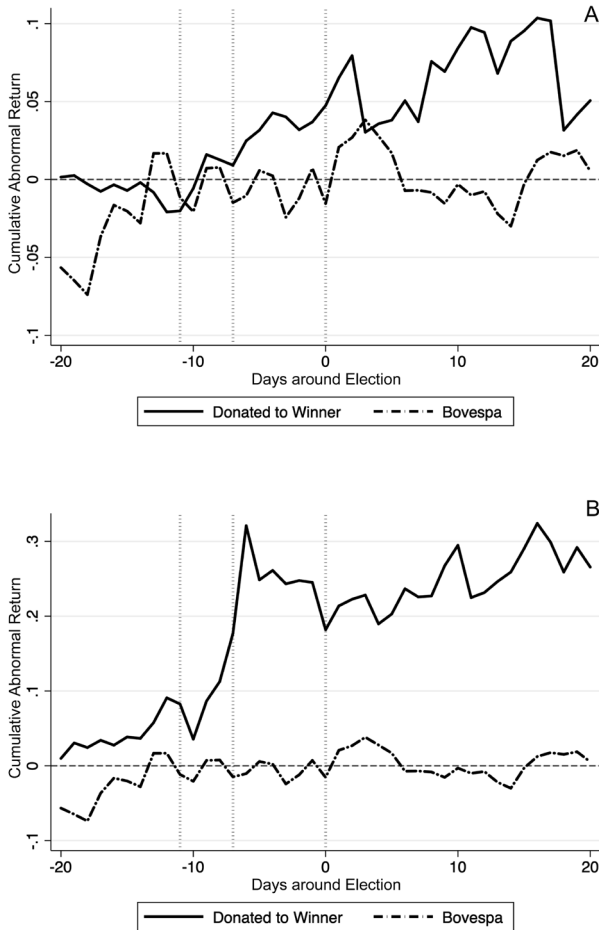 A
.1
.05
0
-.05
-.1
Cumulative Abnormal Return
-20
-10
0
10
20
Days around Election
Donated to Winner
Bovespa
B
.3
.2
.1
0
-.1
Cumulative Abnormal Return
-20
-10
0
10
20
Days around Election
Donated to Winner
Bovespa